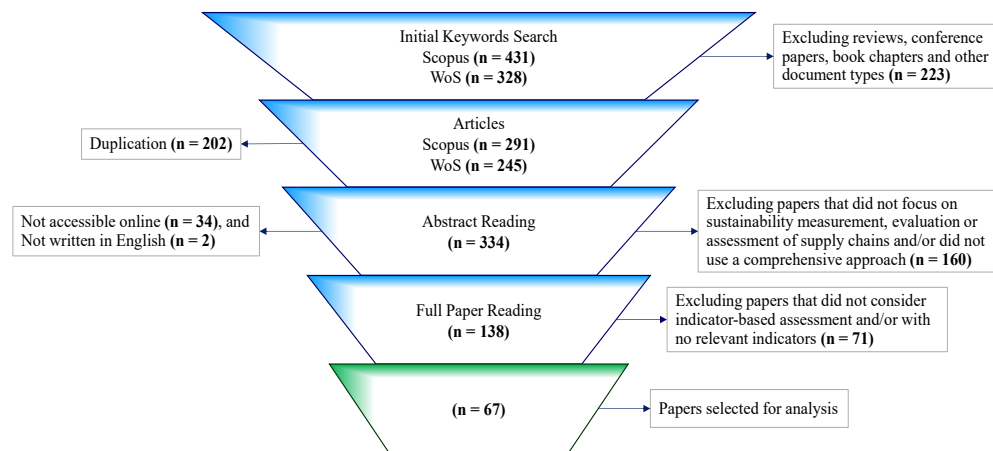 Initial Keywords Search
Scopus (n = 431)
WoS (n = 328)
Excluding reviews, conference
papers, book chapters and other
document types (n = 223)
Articles
Scopus (n = 291)
WoS (n = 245)
Duplication (n = 202)
Abstract Reading
(n = 334)
Not accessible online (n = 34), and
Not written in English (n = 2)
Excluding papers that did not focus on
sustainability measurement, evaluation or
assessment of supply chains and/or did not
use a comprehensive approach (n = 160)
Full Paper Reading
(n = 138)
Excluding papers that did not consider
indicator-based assessment and/or with
no relevant indicators (n = 71)
(n = 67)
Papers selected for analysis